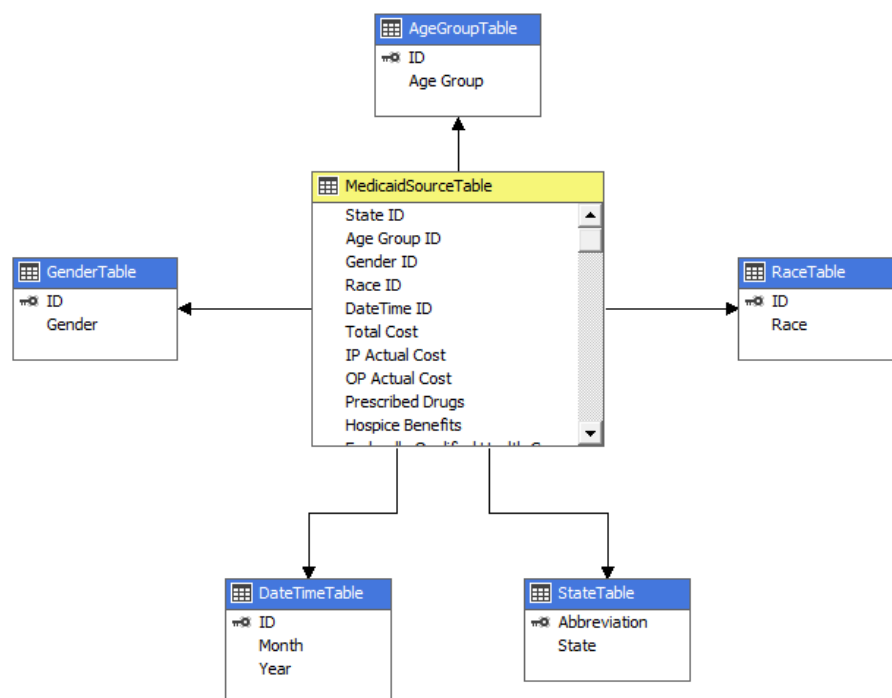 AgeGroupTable
ID
Age Group
MedicaidSourceTable
State ID
Age Group ID
Gender ID
Race ID
DateTime ID
Total Cost
IP Actual Cost
OP Actual Cost
Prescribed Drugs
Hospice Benefits
GenderTable
ID
Gender
RaceTable
ID
Race
DateTimeTable
ID
Month
Year
StateTable
Abbreviation
State